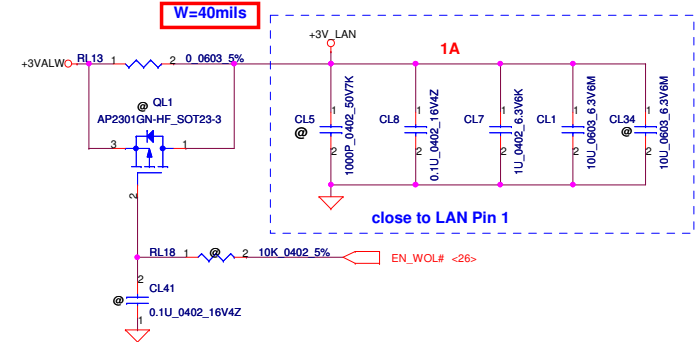 W=40mils
+3V_LAN
1A
+3VALW
RL13 1 2 0_0603_5%
@ QL1
AP2301GN-HF_SOT23-3
3 1
2
CL5
@
1
2
1000P_0402_50V7K
CL8
1
2
0.1U_0402_16V4Z
CL7
1
2
1U_0402_6.3V6K
CL1
1
2
10U_0603_6.3V6M
CL34
@
1
2
10U_0603_6.3V6M
close to LAN Pin 1
RL18 1 @ 2 10K_0402_5%
EN_WOL# <26>
2
CL41
@
0.1U_0402_16V4Z
1